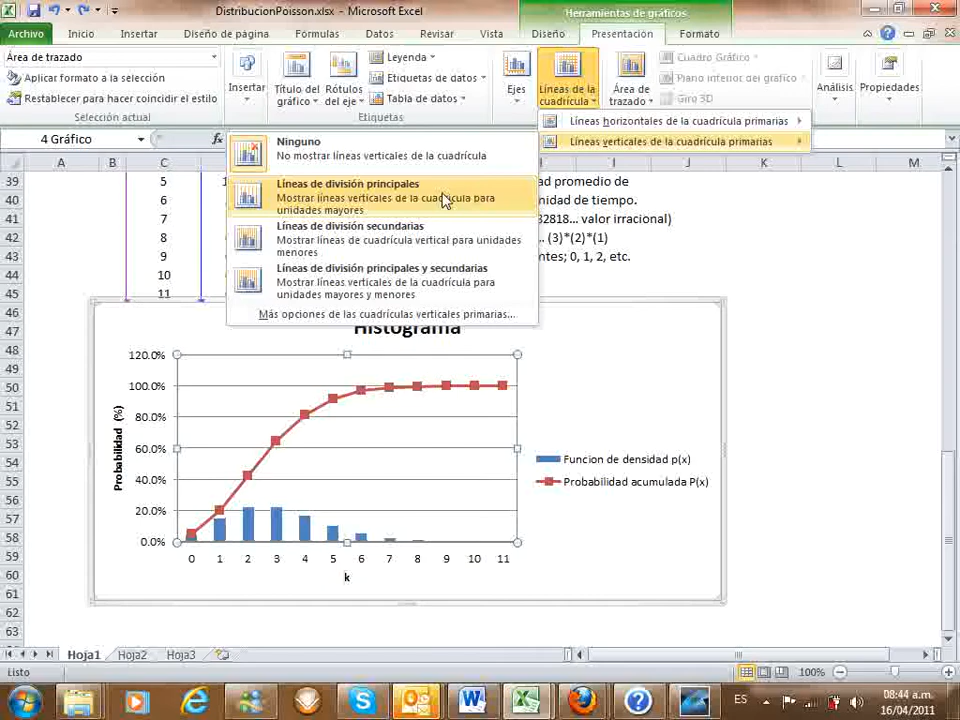 DistribucionPoisson.xlsx - Microsoft Excel
Herramientas de gráficos
Archivo Inicio Insertar Diseño de página Fórmulas Datos Revisar Vista Diseño Presentación Formato
Área de trazado
Aplicar formato a la selección
Restablecer para hacer coincidir el estilo
Selección actual
Insertar
Título del gráfico
Rótulos del eje
Leyenda
Etiquetas de datos
Tabla de datos
Etiquetas
Ejes
Líneas de la cuadrícula
Área de trazado
Cuadro Gráfico
Plano interior del gráfico
Giro 3D
Análisis
Propiedades
Líneas horizontales de la cuadrícula primarias
Líneas verticales de la cuadrícula primarias
4 Gráfico
fx
Ninguno
No mostrar líneas verticales de la cuadrícula
Líneas de división principales
Mostrar líneas verticales de la cuadrícula para
unidades mayores
Líneas de división secundarias
Mostrar líneas de cuadrícula vertical para unidades
menores
Líneas de división principales y secundarias
Mostrar líneas verticales de la cuadrícula para
unidades mayores y menores
Más opciones de las cuadrículas verticales primarias...
A B C I J K L M
39 5 ad promedio de
40 6 nidad de tiempo.
41 7 32818... valor irracional)
42 8 .. (3)*(2)*(1)
43 9 ntes; 0, 1, 2, etc.
44 10
45 11
46
47
48
49
50
51
52
53
54
55
56
57
58
59
60
61
62
63
Histograma
120.0%
100.0%
80.0%
60.0%
40.0%
20.0%
0.0%
Probabilidad (%)
0 1 2 3 4 5 6 7 8 9 10 11
k
Funcion de densidad p(x)
Probabilidad acumulada P(x)
Hoja1 Hoja2 Hoja3
Listo
100%
ES
08:44 a.m.
16/04/2011